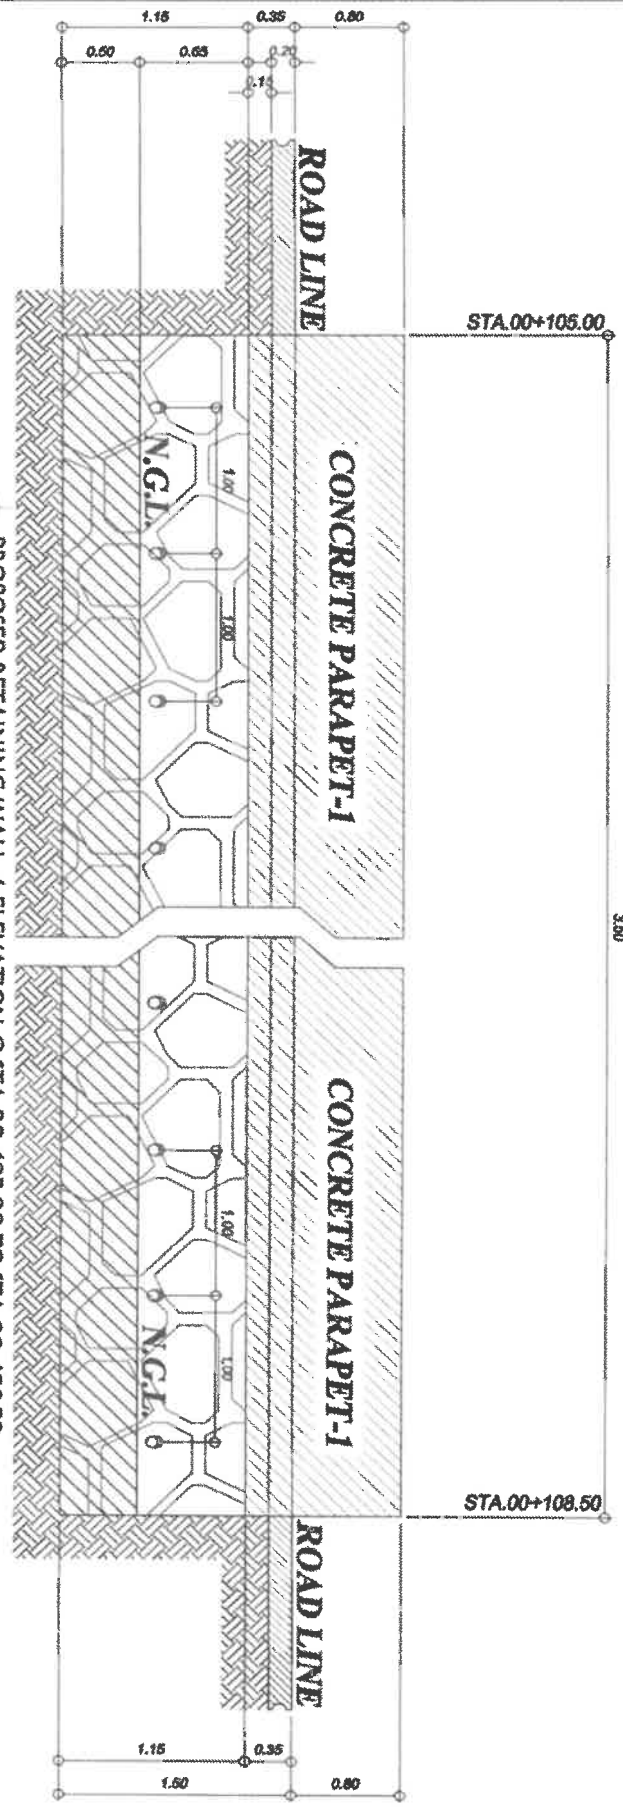 1.15
0.35
0.80
0.50
0.65
0.20
0.15
ROAD LINE
STA.00+105.00
CONCRETE PARAPET-1
N.G.L.
1.00
1.00
3.50
CONCRETE PARAPET-1
1.00
1.00
N.G.L.
STA.00+108.50
ROAD LINE
1.15
0.35
1.50
0.80